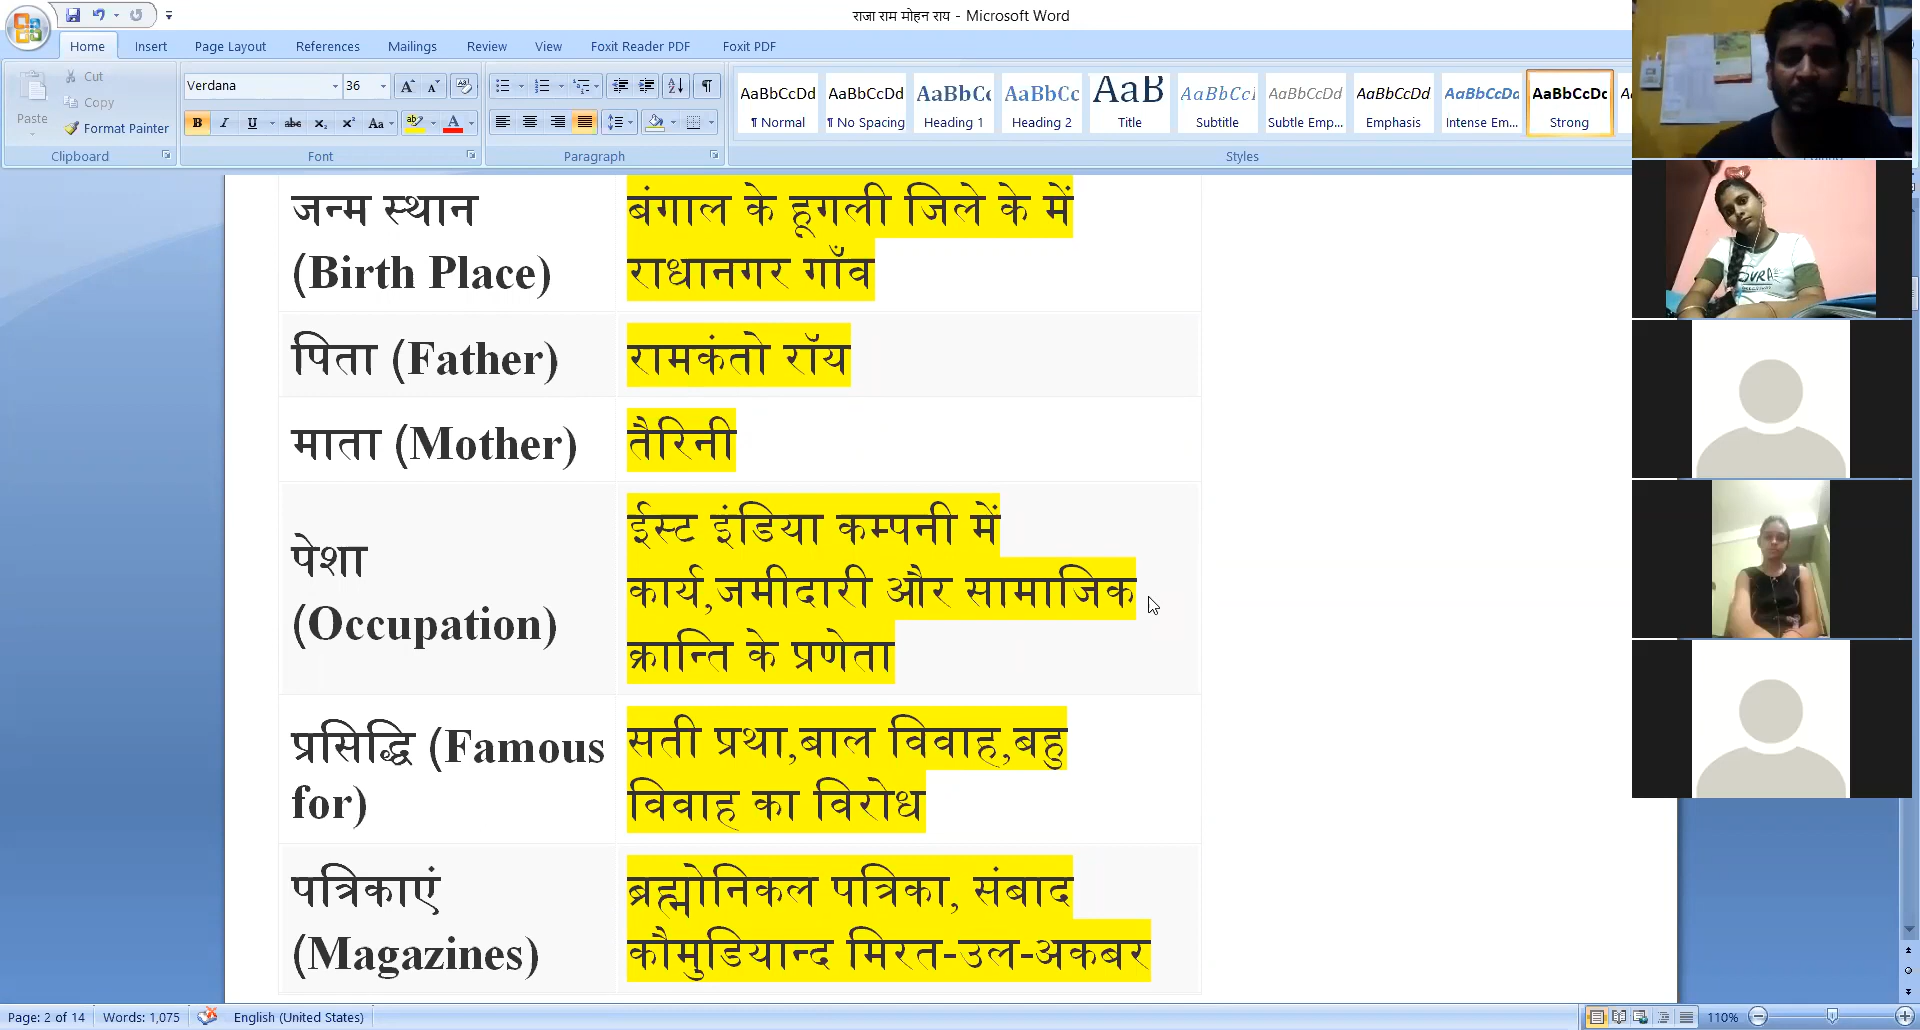 राजा राम मोहन राय - Microsoft Word
Home Insert Page Layout References Mailings Review View Foxit Reader PDF Foxit PDF
Paste
Cut
Copy
Format Painter
Clipboard
Verdana 36
Font
Paragraph
AaBbCcDd AaBbCcDd AaBbCc AaBbCc AaB AaBbCcI AaBbCcDd AaBbCcDd AaBbCcDd AaBbCcDc
¶ Normal ¶ No Spacing Heading 1 Heading 2 Title Subtitle Subtle Emp... Emphasis Intense Em... Strong
Styles
जन्म स्थान
(Birth Place)
बंगाल के हूगली जिले के में
राधानगर गाँव
पिता (Father)
रामकंतो रॉय
माता (Mother)
तैरिनी
पेशा
(Occupation)
ईस्ट इंडिया कम्पनी में
कार्य,जमीदारी और सामाजिक
क्रान्ति के प्रणेता
प्रसिद्धि (Famous
for)
सती प्रथा,बाल विवाह,बहु
विवाह का विरोध
पत्रिकाएं
(Magazines)
ब्रह्मोनिकल पत्रिका, संबाद
कौमुडियान्द मिरत-उल-अकबर
Page: 2 of 14 Words: 1,075 English (United States) 110%